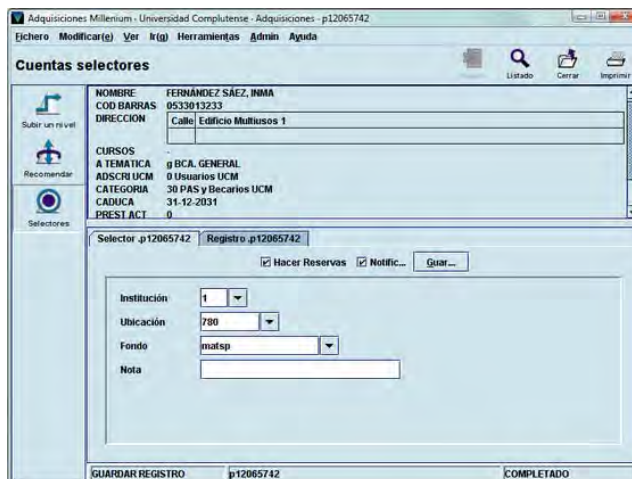 Adquisiciones Millenium - Universidad Complutense - Adquisiciones - p12065742
Fichero Modificar(e) Ver Ir(g) Herramientas Admin Ayuda
Cuentas selectores
Listado Cerrar Imprimir
Subir un nivel
Recomendar
Selectores
NOMBRE FERNÁNDEZ SÁEZ, INMA
COD BARRAS 0533013233
DIRECCION Calle Edificio Multiusos 1
CURSOS -
A TEMATICA g BCA. GENERAL
ADSCRI UCM 0 Usuarios UCM
CATEGORIA 30 PAS y Becarios UCM
CADUCA 31-12-2031
PREST ACT 0
Selector .p12065742 Registro .p12065742
Hacer Reservas Notific... Guar...
Institución 1
Ubicación 780
Fondo matsp
Nota
GUARDAR REGISTRO p12065742 COMPLETADO